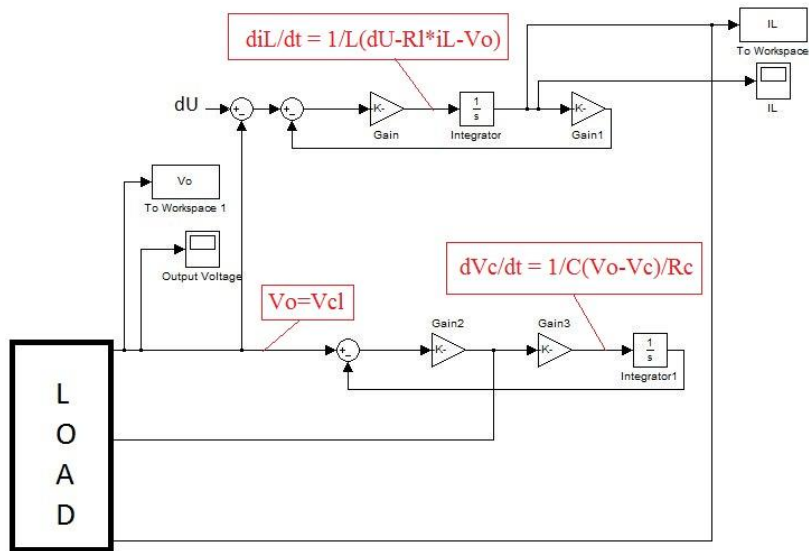 diL/dt = 1/L(dU-Rl*iL-Vo)
IL
To Workspace
dU
+
-
+
-
K-
Gain
1
s
Integrator
K-
Gain1
IL
Vo
To Workspace 1
Output Voltage
dVc/dt = 1/C(Vo-Vc)/Rc
Vo=Vcl
+
-
Gain2
K-
Gain3
K-
1
s
Integrator1
L
O
A
D